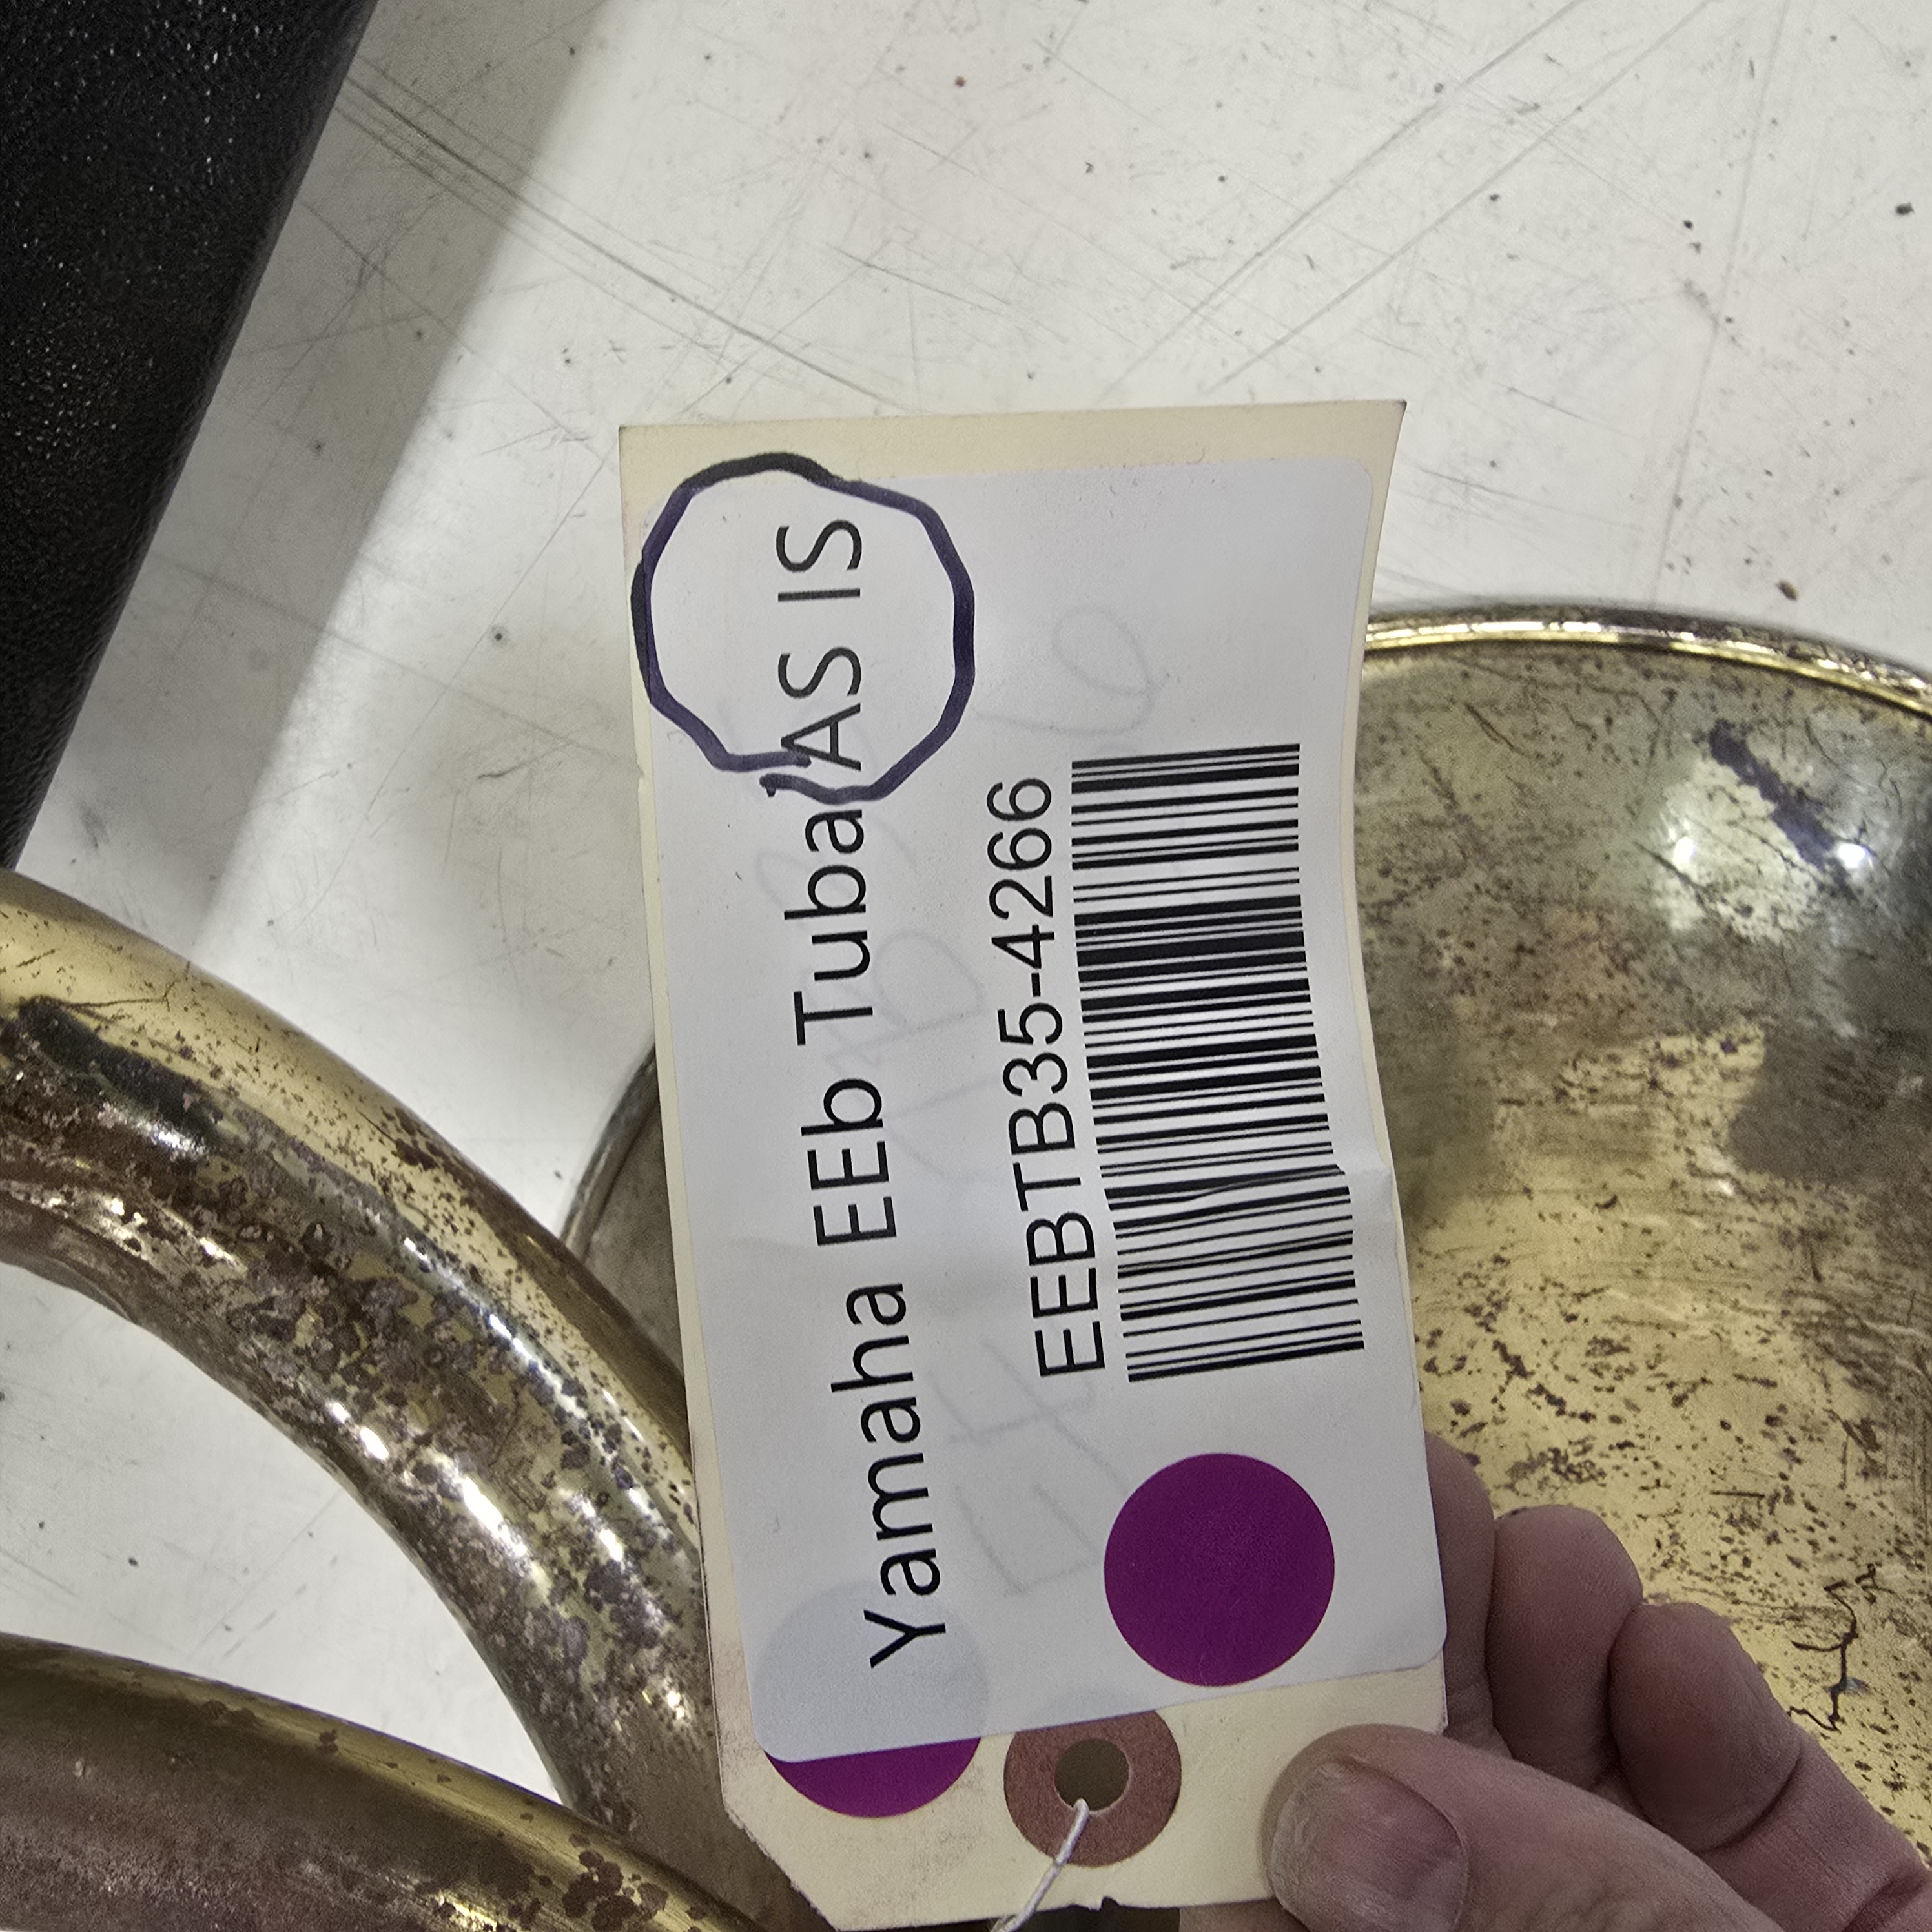 Yamaha EEb Tuba AS IS
EEBTB35-4266